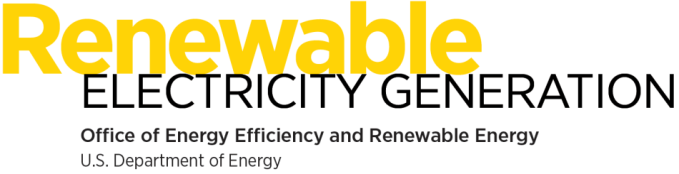 Renewable
ELECTRICITY GENERATION
Office of Energy Efficiency and Renewable Energy
U.S. Department of Energy